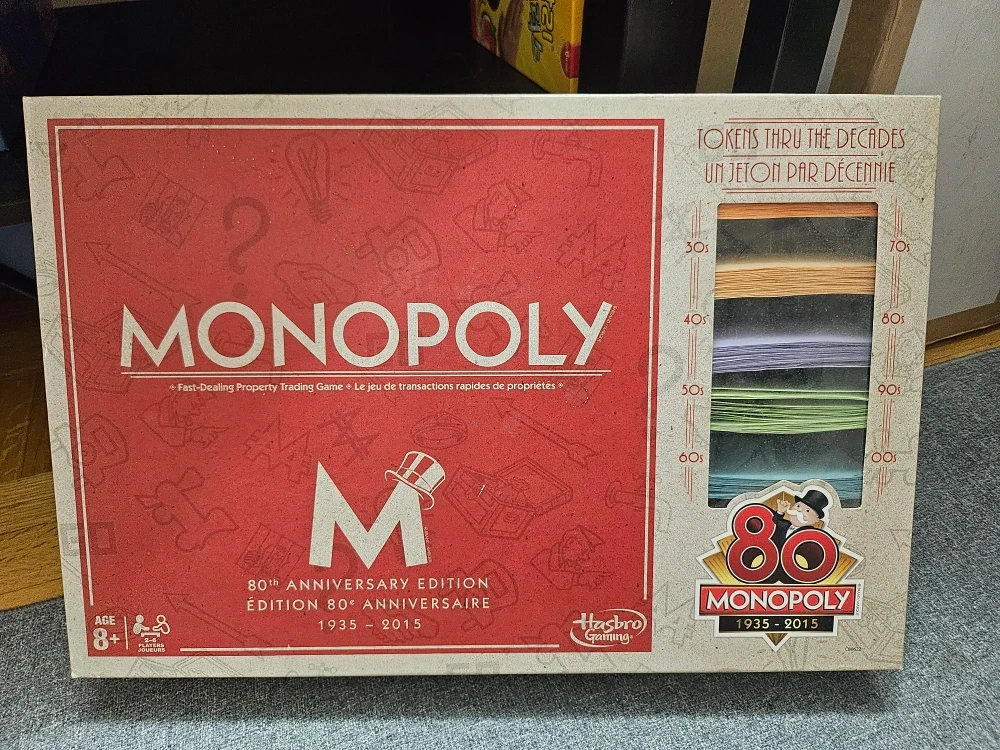 TOKENS THRU THE DECADES
UN JETON PAR DÉCENNIE
30s 70s
40s 80s
50s 90s
60s 00s
MONOPOLY
Fast-Dealing Property Trading Game Le jeu de transactions rapides de propriétés
M
80th ANNIVERSARY EDITION
ÉDITION 80e ANNIVERSAIRE
1935 – 2015
AGE
8+
2-6
PLAYERS
JOUEURS
Hasbro
Gaming
80
MONOPOLY
1935 - 2015